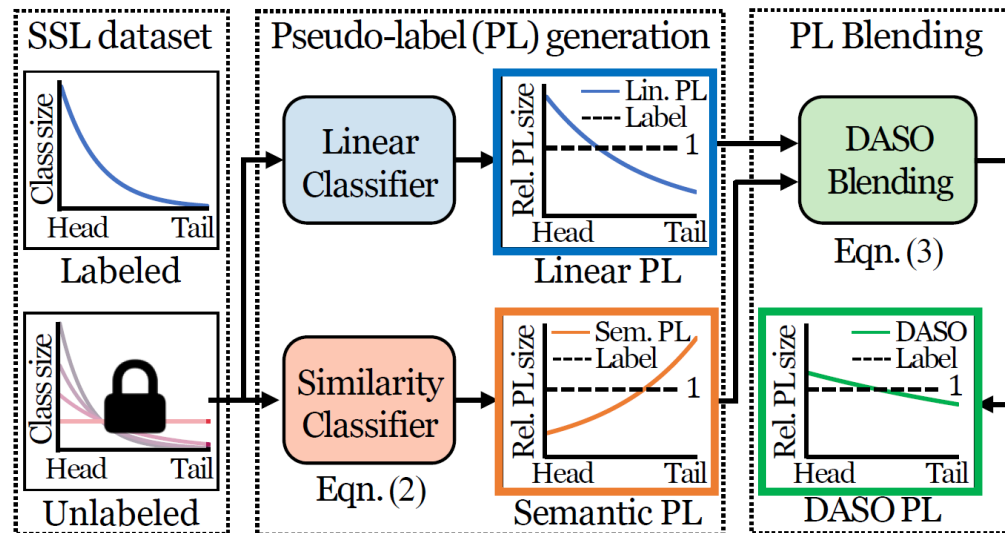 SSL dataset
Class size
Head Tail
Labeled
Class size
Head Tail
Unlabeled
Pseudo-label (PL) generation
Linear
Classifier
Rel. PL size
Lin. PL
Label
1
Head Tail
Linear PL
Similarity
Classifier
Eqn. (2)
Rel. PL size
Sem. PL
Label
1
Head Tail
Semantic PL
PL Blending
DASO
Blending
Eqn. (3)
Rel. PL size
DASO
Label
1
Head Tail
DASO PL